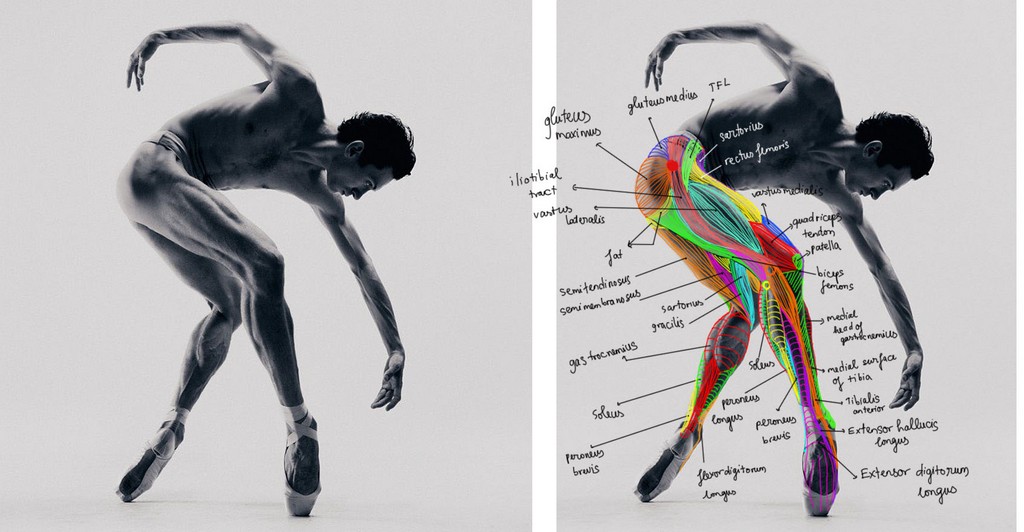 TFL
gluteus medius
gluteus
maximus
sartorius
rectus femoris
iliotibial
tract
vastus medialis
vastus
lateralis
quadriceps
tendon
patella
fat
biceps
femoris
semitendinosus
semimembranosus
sartorius
gracilis
medial
head of
gastrocnemius
gastrocnemius
soleus
medial surface
of tibia
peroneus
longus
Tibialis
anterior
soleus
peroneus
brevis
Extensor hallucis
longus
peroneus
brevis
flexor digitorum
longus
Extensor digitorum
longus